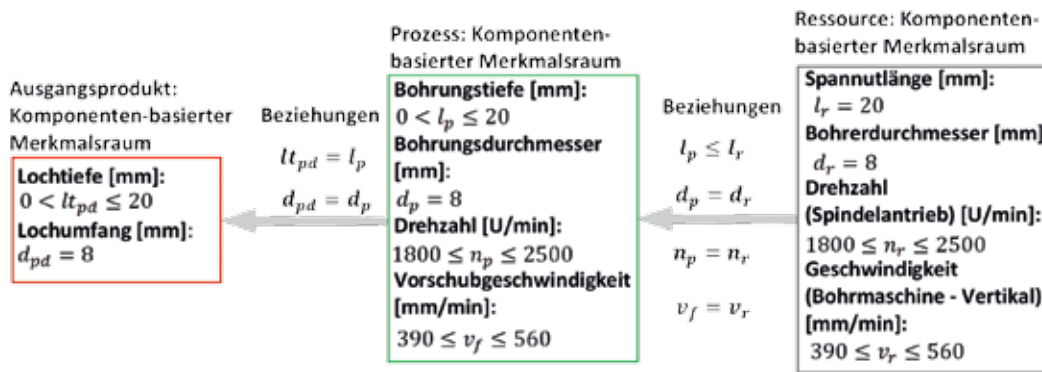 Ausgangsprodukt:
Komponenten-basierter
Merkmalsraum
Lochtiefe [mm]:
0 < lt_pd ≤ 20
Lochumfang [mm]:
d_pd = 8
Beziehungen
lt_pd = l_p
d_pd = d_p
Prozess: Komponenten-
basierter Merkmalsraum
Bohrungstiefe [mm]:
0 < l_p ≤ 20
Bohrungsdurchmesser
[mm]:
d_p = 8
Drehzahl [U/min]:
1800 ≤ n_p ≤ 2500
Vorschubgeschwindigkeit
[mm/min]:
390 ≤ v_f ≤ 560
Beziehungen
l_p ≤ l_r
d_p = d_r
n_p = n_r
v_f = v_r
Ressource: Komponenten-
basierter Merkmalsraum
Spannutlänge [mm]:
l_r = 20
Bohrerdurchmesser [mm]
d_r = 8
Drehzahl
(Spindelantrieb) [U/min]:
1800 ≤ n_r ≤ 2500
Geschwindigkeit
(Bohrmaschine - Vertikal)
[mm/min]:
390 ≤ v_r ≤ 560